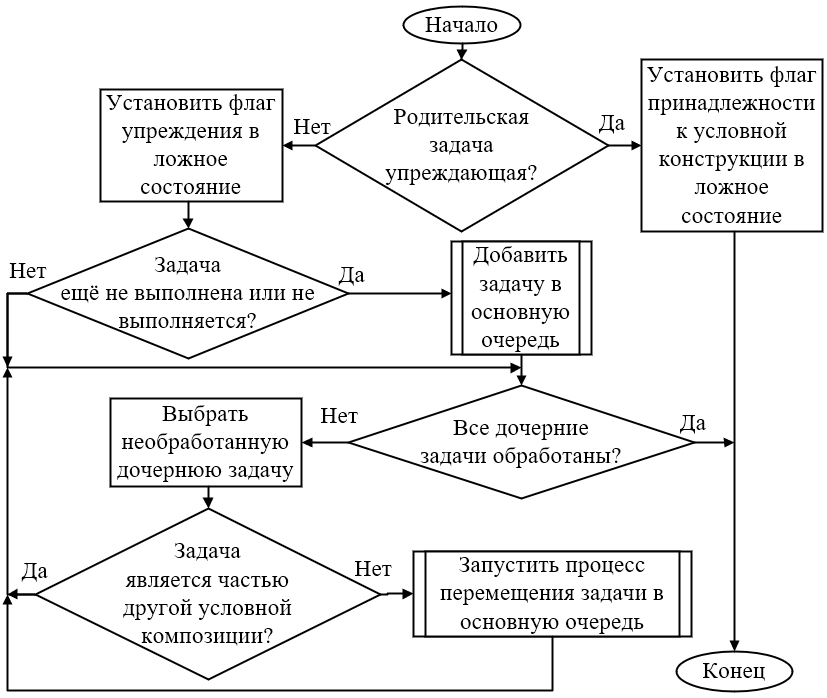 Начало
Родительская
задача
упреждающая?
Нет
Да
Установить флаг
упреждения в
ложное
состояние
Установить флаг
принадлежности
к условной
конструкции в
ложное
состояние
Задача
ещё не выполнена или не
выполняется?
Нет
Да
Добавить
задачу в
основную
очередь
Все дочерние
задачи обработаны?
Нет
Да
Выбрать
необработанную
дочернюю задачу
Задача
является частью
другой условной
композиции?
Да
Нет
Запустить процесс
перемещения задачи в
основную очередь
Конец